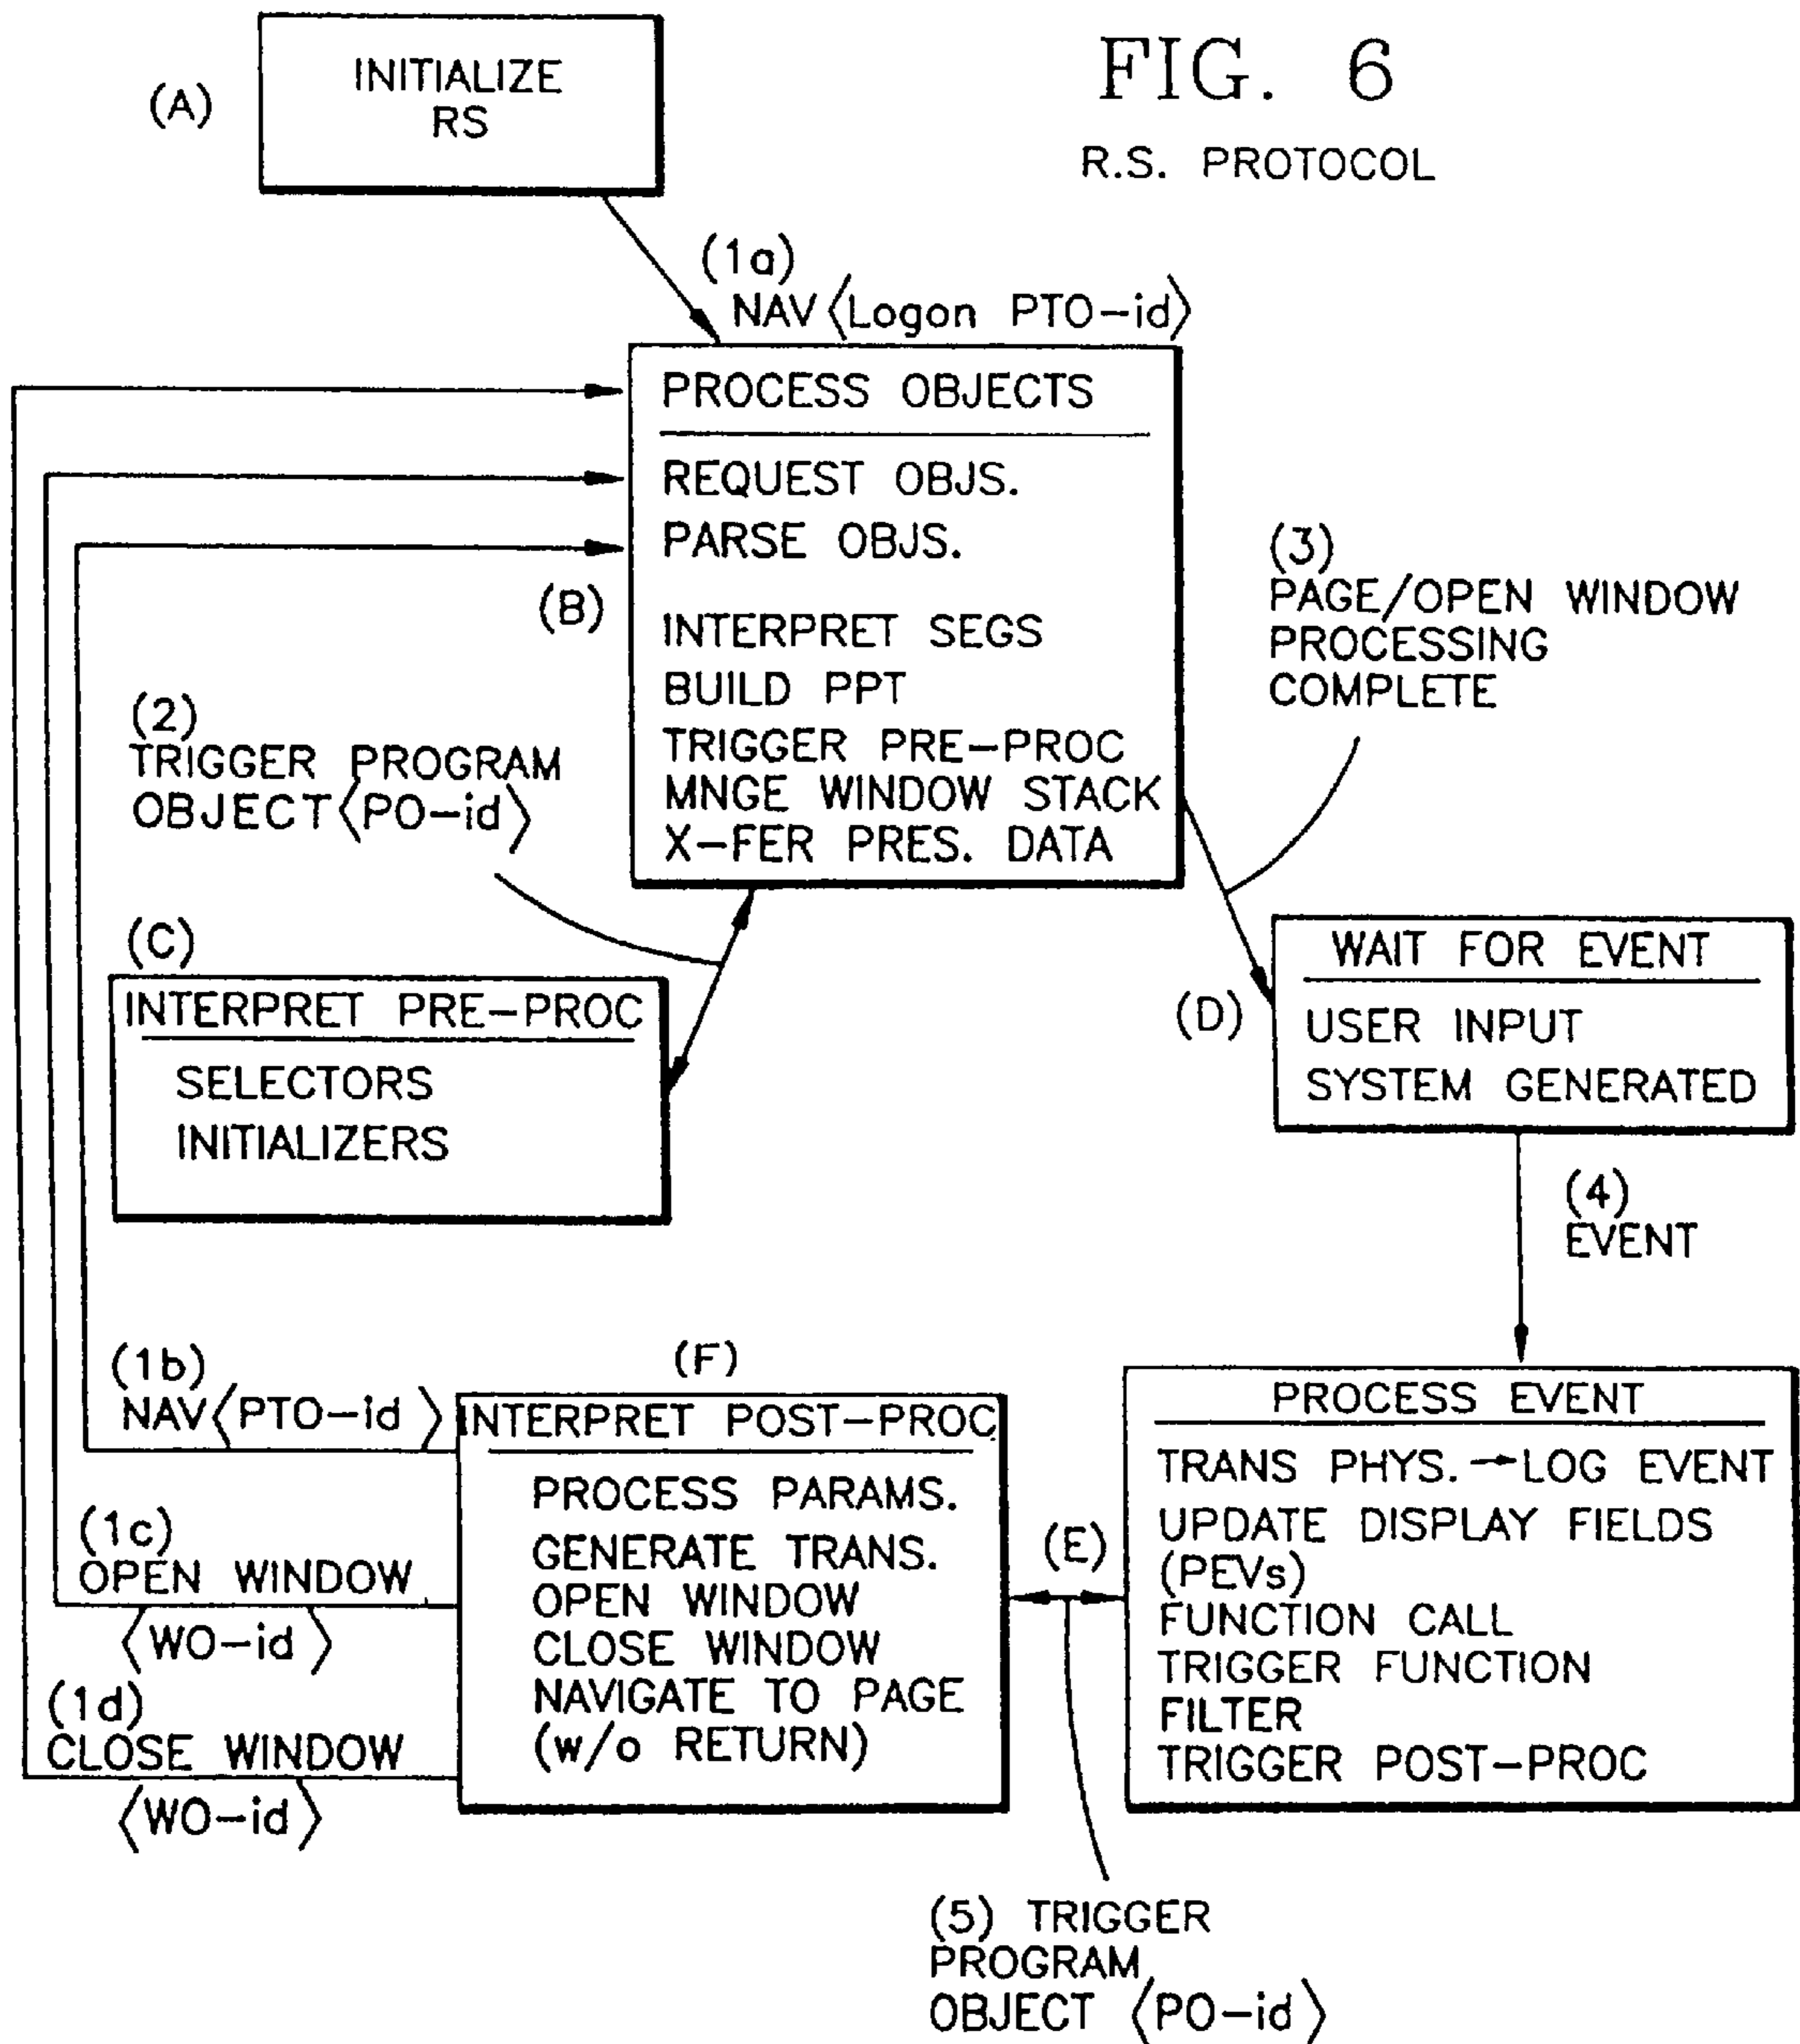 FIG. 6
R.S. PROTOCOL
(A)
INITIALIZE
RS
(1a)
NAV〈Logon PTO-id〉
PROCESS OBJECTS
REQUEST OBJS.
PARSE OBJS.
(B)
INTERPRET SEGS
BUILD PPT
TRIGGER PRE-PROC
MNGE WINDOW STACK
X-FER PRES. DATA
(2)
TRIGGER PROGRAM
OBJECT〈PO-id〉
(3)
PAGE/OPEN WINDOW
PROCESSING
COMPLETE
(C)
INTERPRET PRE-PROC
SELECTORS
INITIALIZERS
(D)
WAIT FOR EVENT
USER INPUT
SYSTEM GENERATED
(4)
EVENT
(1b)
NAV〈PTO-id〉
(1c)
OPEN WINDOW
〈WO-id〉
(1d)
CLOSE WINDOW
〈WO-id〉
(F)
INTERPRET POST-PROC
PROCESS PARAMS.
GENERATE TRANS.
OPEN WINDOW
CLOSE WINDOW
NAVIGATE TO PAGE
(w/o RETURN)
(E)
PROCESS EVENT
TRANS PHYS.→LOG EVENT
UPDATE DISPLAY FIELDS
(PEVs)
FUNCTION CALL
TRIGGER FUNCTION
FILTER
TRIGGER POST-PROC
(5) TRIGGER
PROGRAM
OBJECT 〈PO-id〉